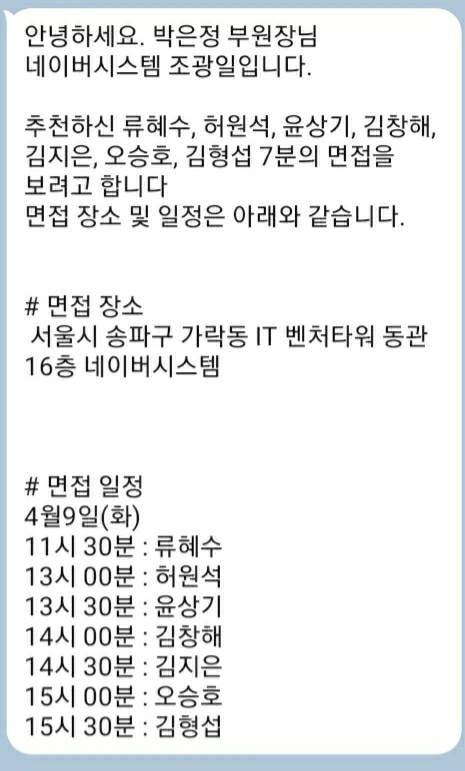 안녕하세요. 박은정 부원장님
네이버시스템 조광일입니다.
추천하신 류혜수, 허원석, 윤상기, 김창해,
김지은, 오승호, 김형섭 7분의 면접을
보려고 합니다
면접 장소 및 일정은 아래와 같습니다.
# 면접 장소
서울시 송파구 가락동 IT 벤처타워 동관
16층 네이버시스템
# 면접 일정
4월9일(화)
11시 30분 : 류혜수
13시 00분 : 허원석
13시 30분 : 윤상기
14시 00분 : 김창해
14시 30분 : 김지은
15시 00분 : 오승호
15시 30분 : 김형섭